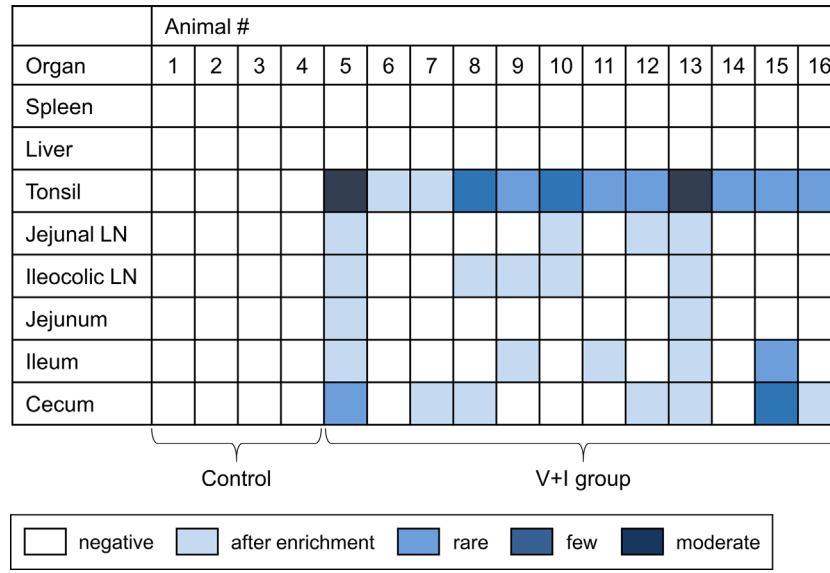 Animal #
Organ 1 2 3 4 5 6 7 8 9 10 11 12 13 14 15 16
Spleen
Liver
Tonsil
Jejunal LN
Ileocolic LN
Jejunum
Ileum
Cecum
Control V+I group
negative after enrichment rare few moderate